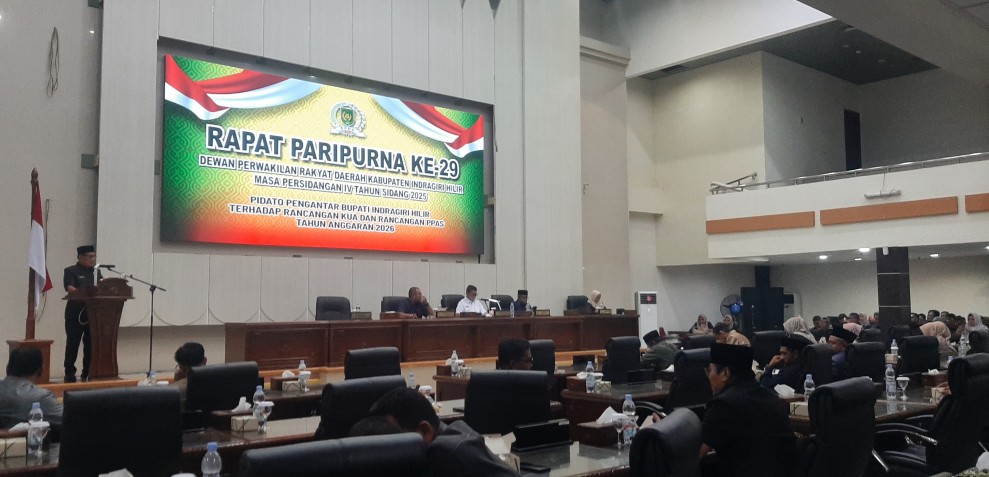 RAPAT PARIPURNA KE-29
DEWAN PERWAKILAN RAKYAT DAERAH KABUPATEN INDRAGIRI HILIR
MASA PERSIDANGAN IV TAHUN SIDANG 2025
PIDATO PENGANTAR BUPATI INDRAGIRI HILIR
TERHADAP RANCANGAN KUA DAN RANCANGAN PPAS
TAHUN ANGGARAN 2026